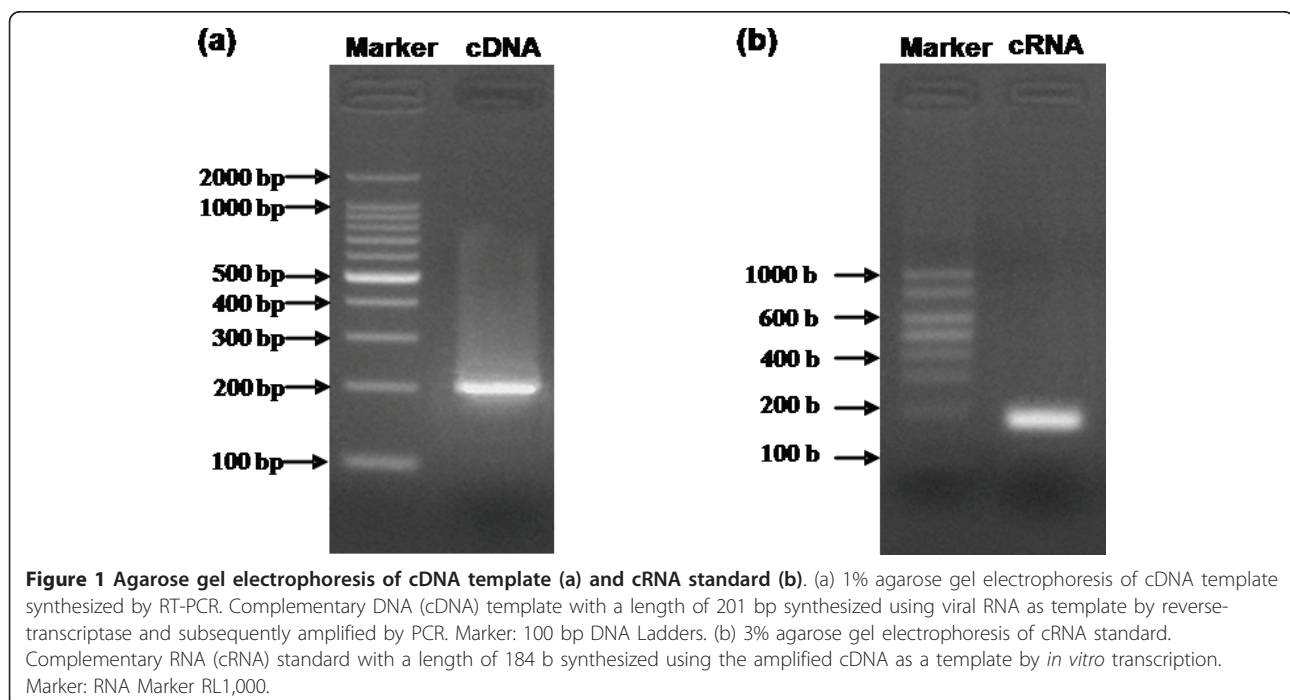 (a)
Marker cDNA
2000 bp
1000 bp
500 bp
400 bp
300 bp
200 bp
100 bp
(b)
Marker cRNA
1000 b
600 b
400 b
200 b
100 b
Figure 1 Agarose gel electrophoresis of cDNA template (a) and cRNA standard (b). (a) 1% agarose gel electrophoresis of cDNA template
synthesized by RT-PCR. Complementary DNA (cDNA) template with a length of 201 bp synthesized using viral RNA as template by reverse-
transcriptase and subsequently amplified by PCR. Marker: 100 bp DNA Ladders. (b) 3% agarose gel electrophoresis of cRNA standard.
Complementary RNA (cRNA) standard with a length of 184 b synthesized using the amplified cDNA as a template by in vitro transcription.
Marker: RNA Marker RL1,000.